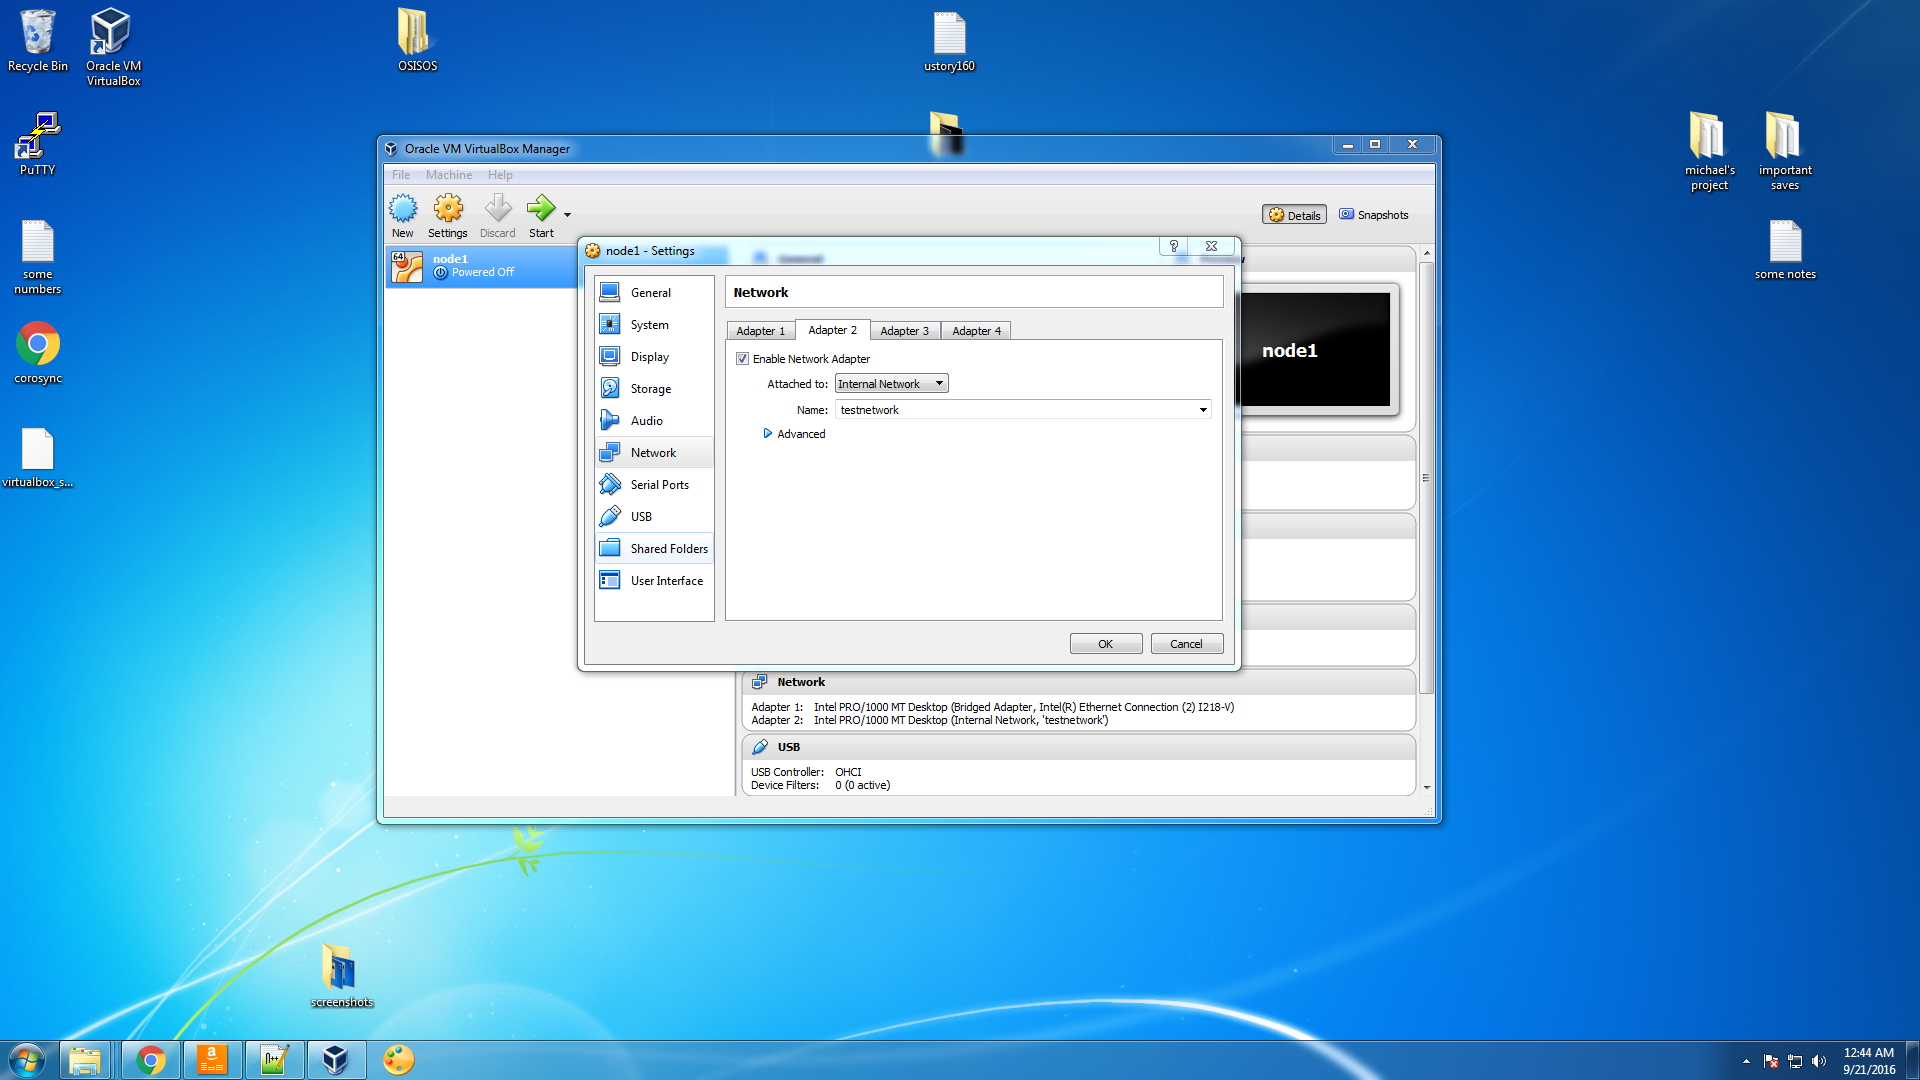 Recycle Bin
Oracle VM
VirtualBox
OSISOS
ustory160
PuTTY
michael's
project
important
saves
some
numbers
some notes
corosync
virtualbox_s...
screenshots
Oracle VM VirtualBox Manager
File Machine Help
New Settings Discard Start
Details Snapshots
64
node1
Powered Off
node1 - Settings
General
System
Display
Storage
Audio
Network
Serial Ports
USB
Shared Folders
User Interface
Network
Adapter 1 Adapter 2 Adapter 3 Adapter 4
Enable Network Adapter
Attached to: Internal Network
Name: testnetwork
Advanced
OK Cancel
node1
Network
Adapter 1: Intel PRO/1000 MT Desktop (Bridged Adapter, Intel(R) Ethernet Connection (2) I218-V)
Adapter 2: Intel PRO/1000 MT Desktop (Internal Network, 'testnetwork')
USB
USB Controller: OHCI
Device Filters: 0 (0 active)
12:44 AM
9/21/2016